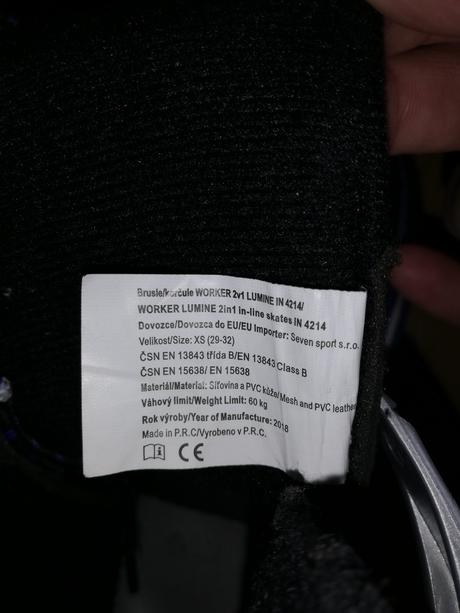 Brusle/korčule WORKER 2v1 LUMINE IN 4214/
WORKER LUMINE 2in1 in-line skates IN 4214
Dovozce/Dovozca do EU/EU Importer: Seven sport s.r.o.
Velikost/Size: XS (29-32)
ČSN EN 13843 třída B/EN 13843 Class B
ČSN EN 15638/ EN 15638
Materiál/Material: Síťovina a PVC kůže/Mesh and PVC leather
Váhový limit/Weight Limit: 60 kg
Rok výroby/Year of Manufacture: 2018
Made in P.R.C/Vyrobeno v P.R.C.
CE